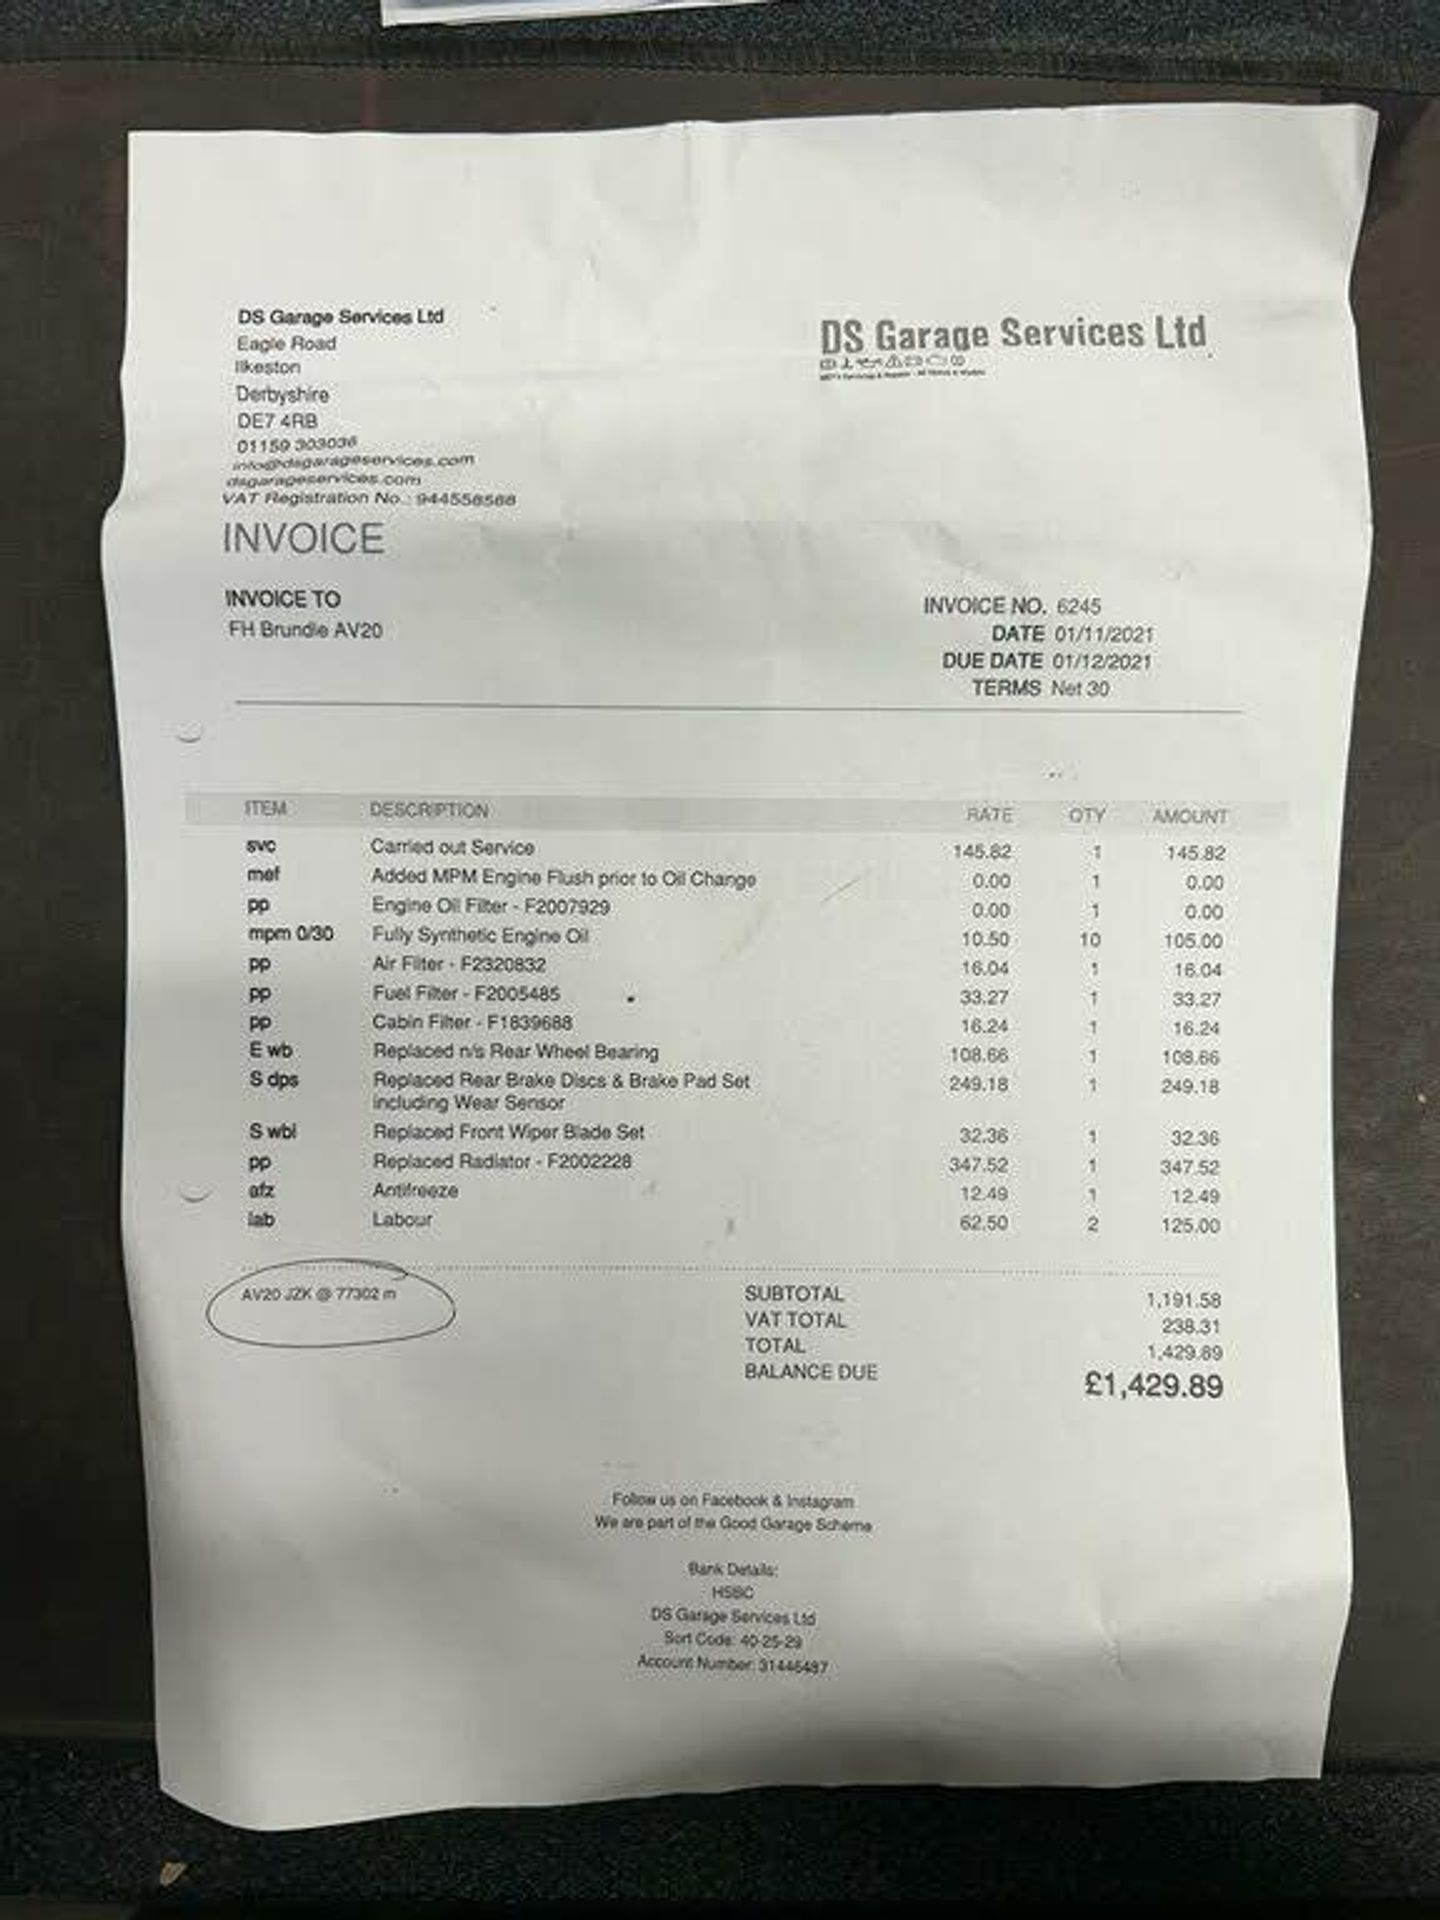 DS Garage Services Ltd
Eagle Road
Ilkeston
Derbyshire
DE7 4RB
01159 303036
info@dsgarageservices.com
dsgarageservices.com
VAT Registration No.: 944558588
DS Garage Services Ltd
INVOICE
INVOICE TO
FH Brundle AV20
INVOICE NO. 6245
DATE 01/11/2021
DUE DATE 01/12/2021
TERMS Net 30
ITEM DESCRIPTION RATE QTY AMOUNT
svc Carried out Service 145.82 1 145.82
mef Added MPM Engine Flush prior to Oil Change 0.00 1 0.00
pp Engine Oil Filter - F2007929 0.00 1 0.00
mpm 0/30 Fully Synthetic Engine Oil 10.50 10 105.00
pp Air Filter - F2320832 16.04 1 16.04
pp Fuel Filter - F2005485 33.27 1 33.27
pp Cabin Filter - F1839688 16.24 1 16.24
E wb Replaced n/s Rear Wheel Bearing 108.66 1 108.66
S dps Replaced Rear Brake Discs & Brake Pad Set 249.18 1 249.18
including Wear Sensor
S wbl Replaced Front Wiper Blade Set 32.36 1 32.36
pp Replaced Radiator - F2002228 347.52 1 347.52
afz Antifreeze 12.49 1 12.49
lab Labour 62.50 2 125.00
AV20 JZK @ 77302 m
SUBTOTAL 1,191.58
VAT TOTAL 238.31
TOTAL 1,429.89
BALANCE DUE £1,429.89
Follow us on Facebook & Instagram
We are part of the Good Garage Scheme
Bank Details:
HSBC
DS Garage Services Ltd
Sort Code: 40-25-29
Account Number: 31446487